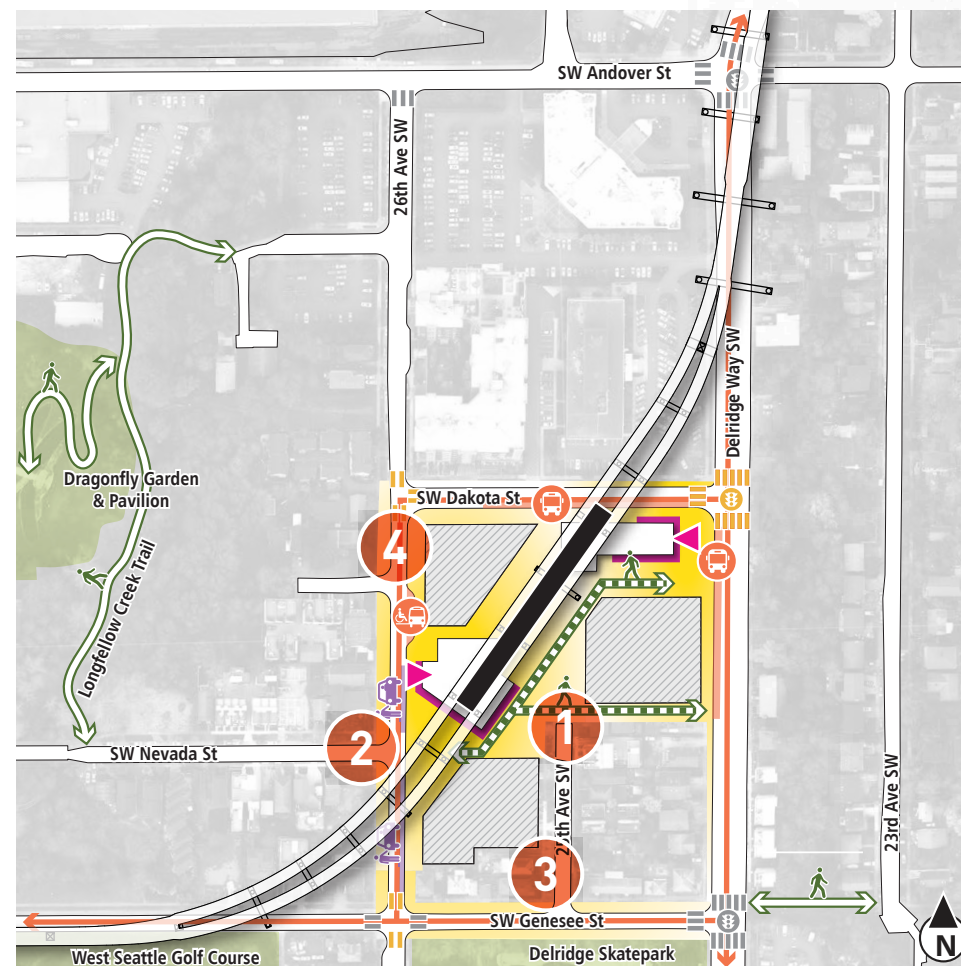 SW Andover St
26th Ave SW
Delridge Way SW
Dragonfly Garden
& Pavilion
SW Dakota St
4
Longfellow Creek Trail
1
2
SW Nevada St
25th Ave SW
23rd Ave SW
3
SW Genesee St
West Seattle Golf Course
Delridge Skatepark
N